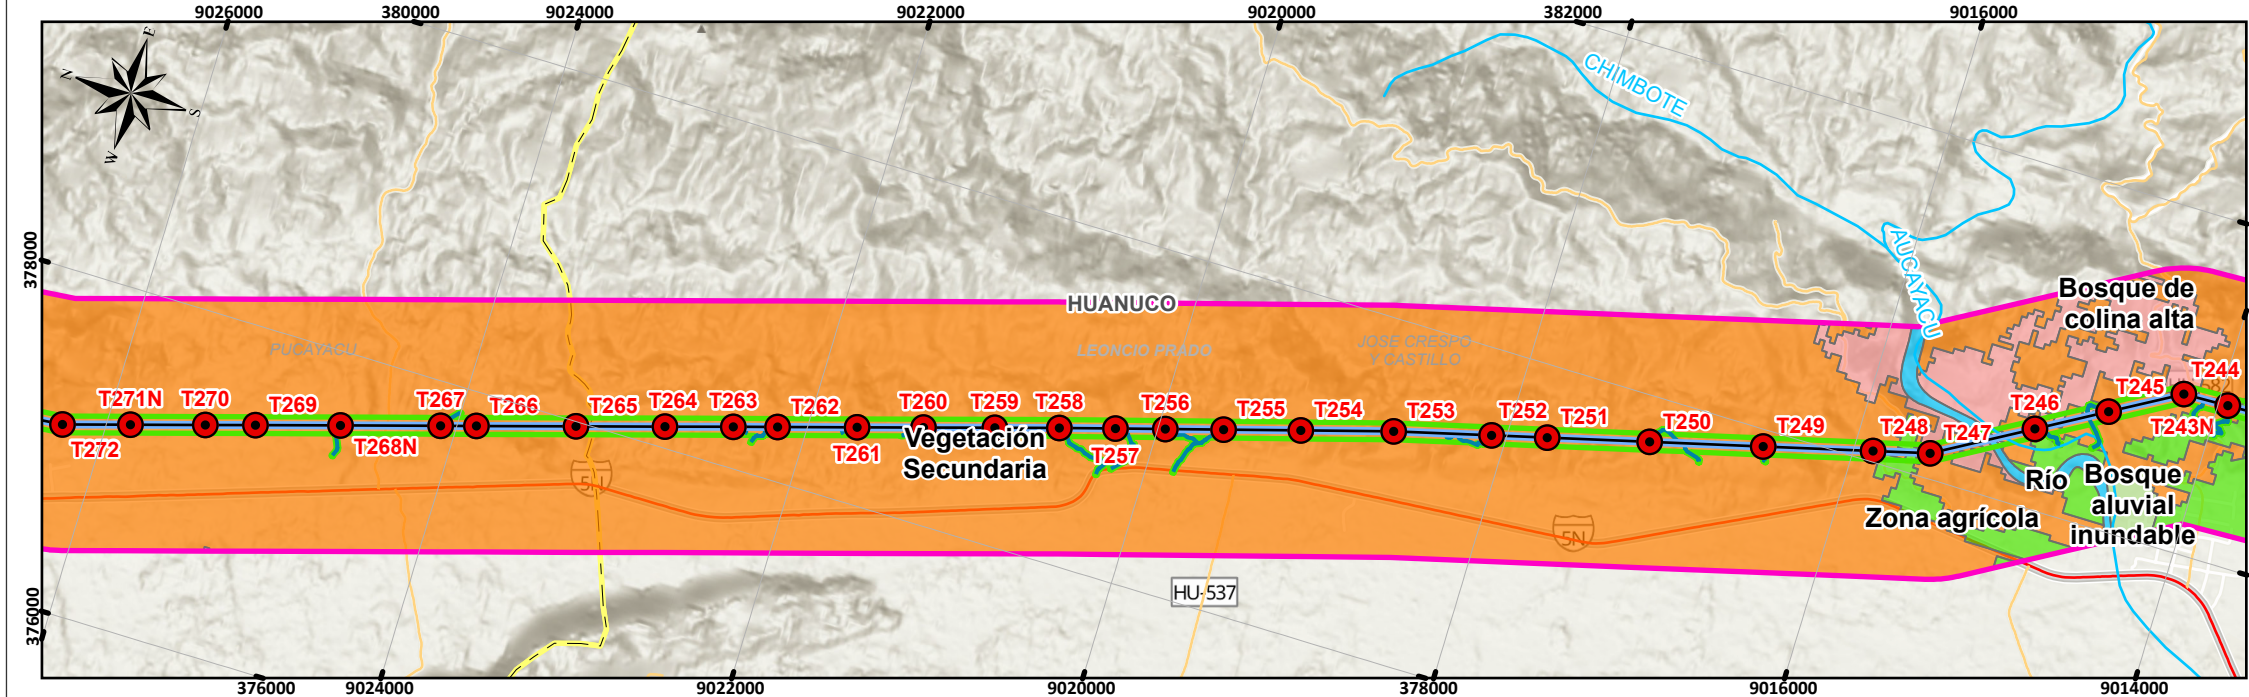 9026000
380000
9024000
9022000
9020000
382000
9016000
E
N
S
W
CHIMBOTE
AUCAYACU
378000
376000
HUANUCO
Bosque de
colina alta
PUCAYACU
LEONCIO PRADO
JOSE CRESPO
Y CASTILLO
T272
T271N
T270
T269
T268N
T267
T266
T265
T264
T263
T262
T261
T260
T259
T258
T257
T256
T255
T254
T253
T252
T251
T250
T249
T248
T247
T246
T245
T244
T243N
Vegetación
Secundaria
5N
5N
Río
Bosque
aluvial
inundable
Zona agrícola
HU-537
376000
9024000
9022000
9020000
378000
9016000
9014000